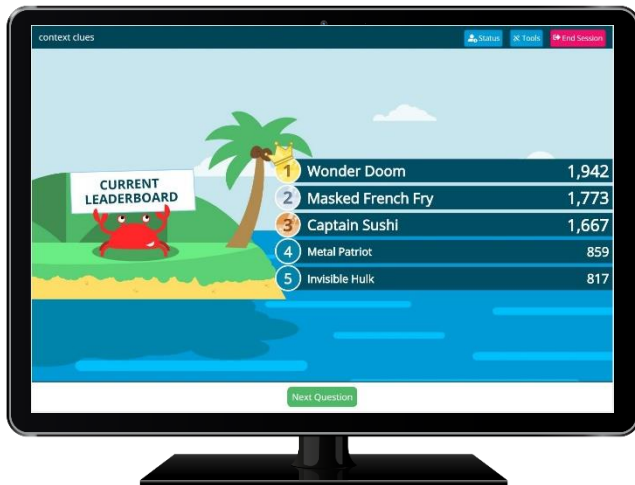 context clues
Status
Tools
End Session
CURRENT
LEADERBOARD
1 Wonder Doom 1,942
2 Masked French Fry 1,773
3 Captain Sushi 1,667
4 Metal Patriot 859
5 Invisible Hulk 817
Next Question